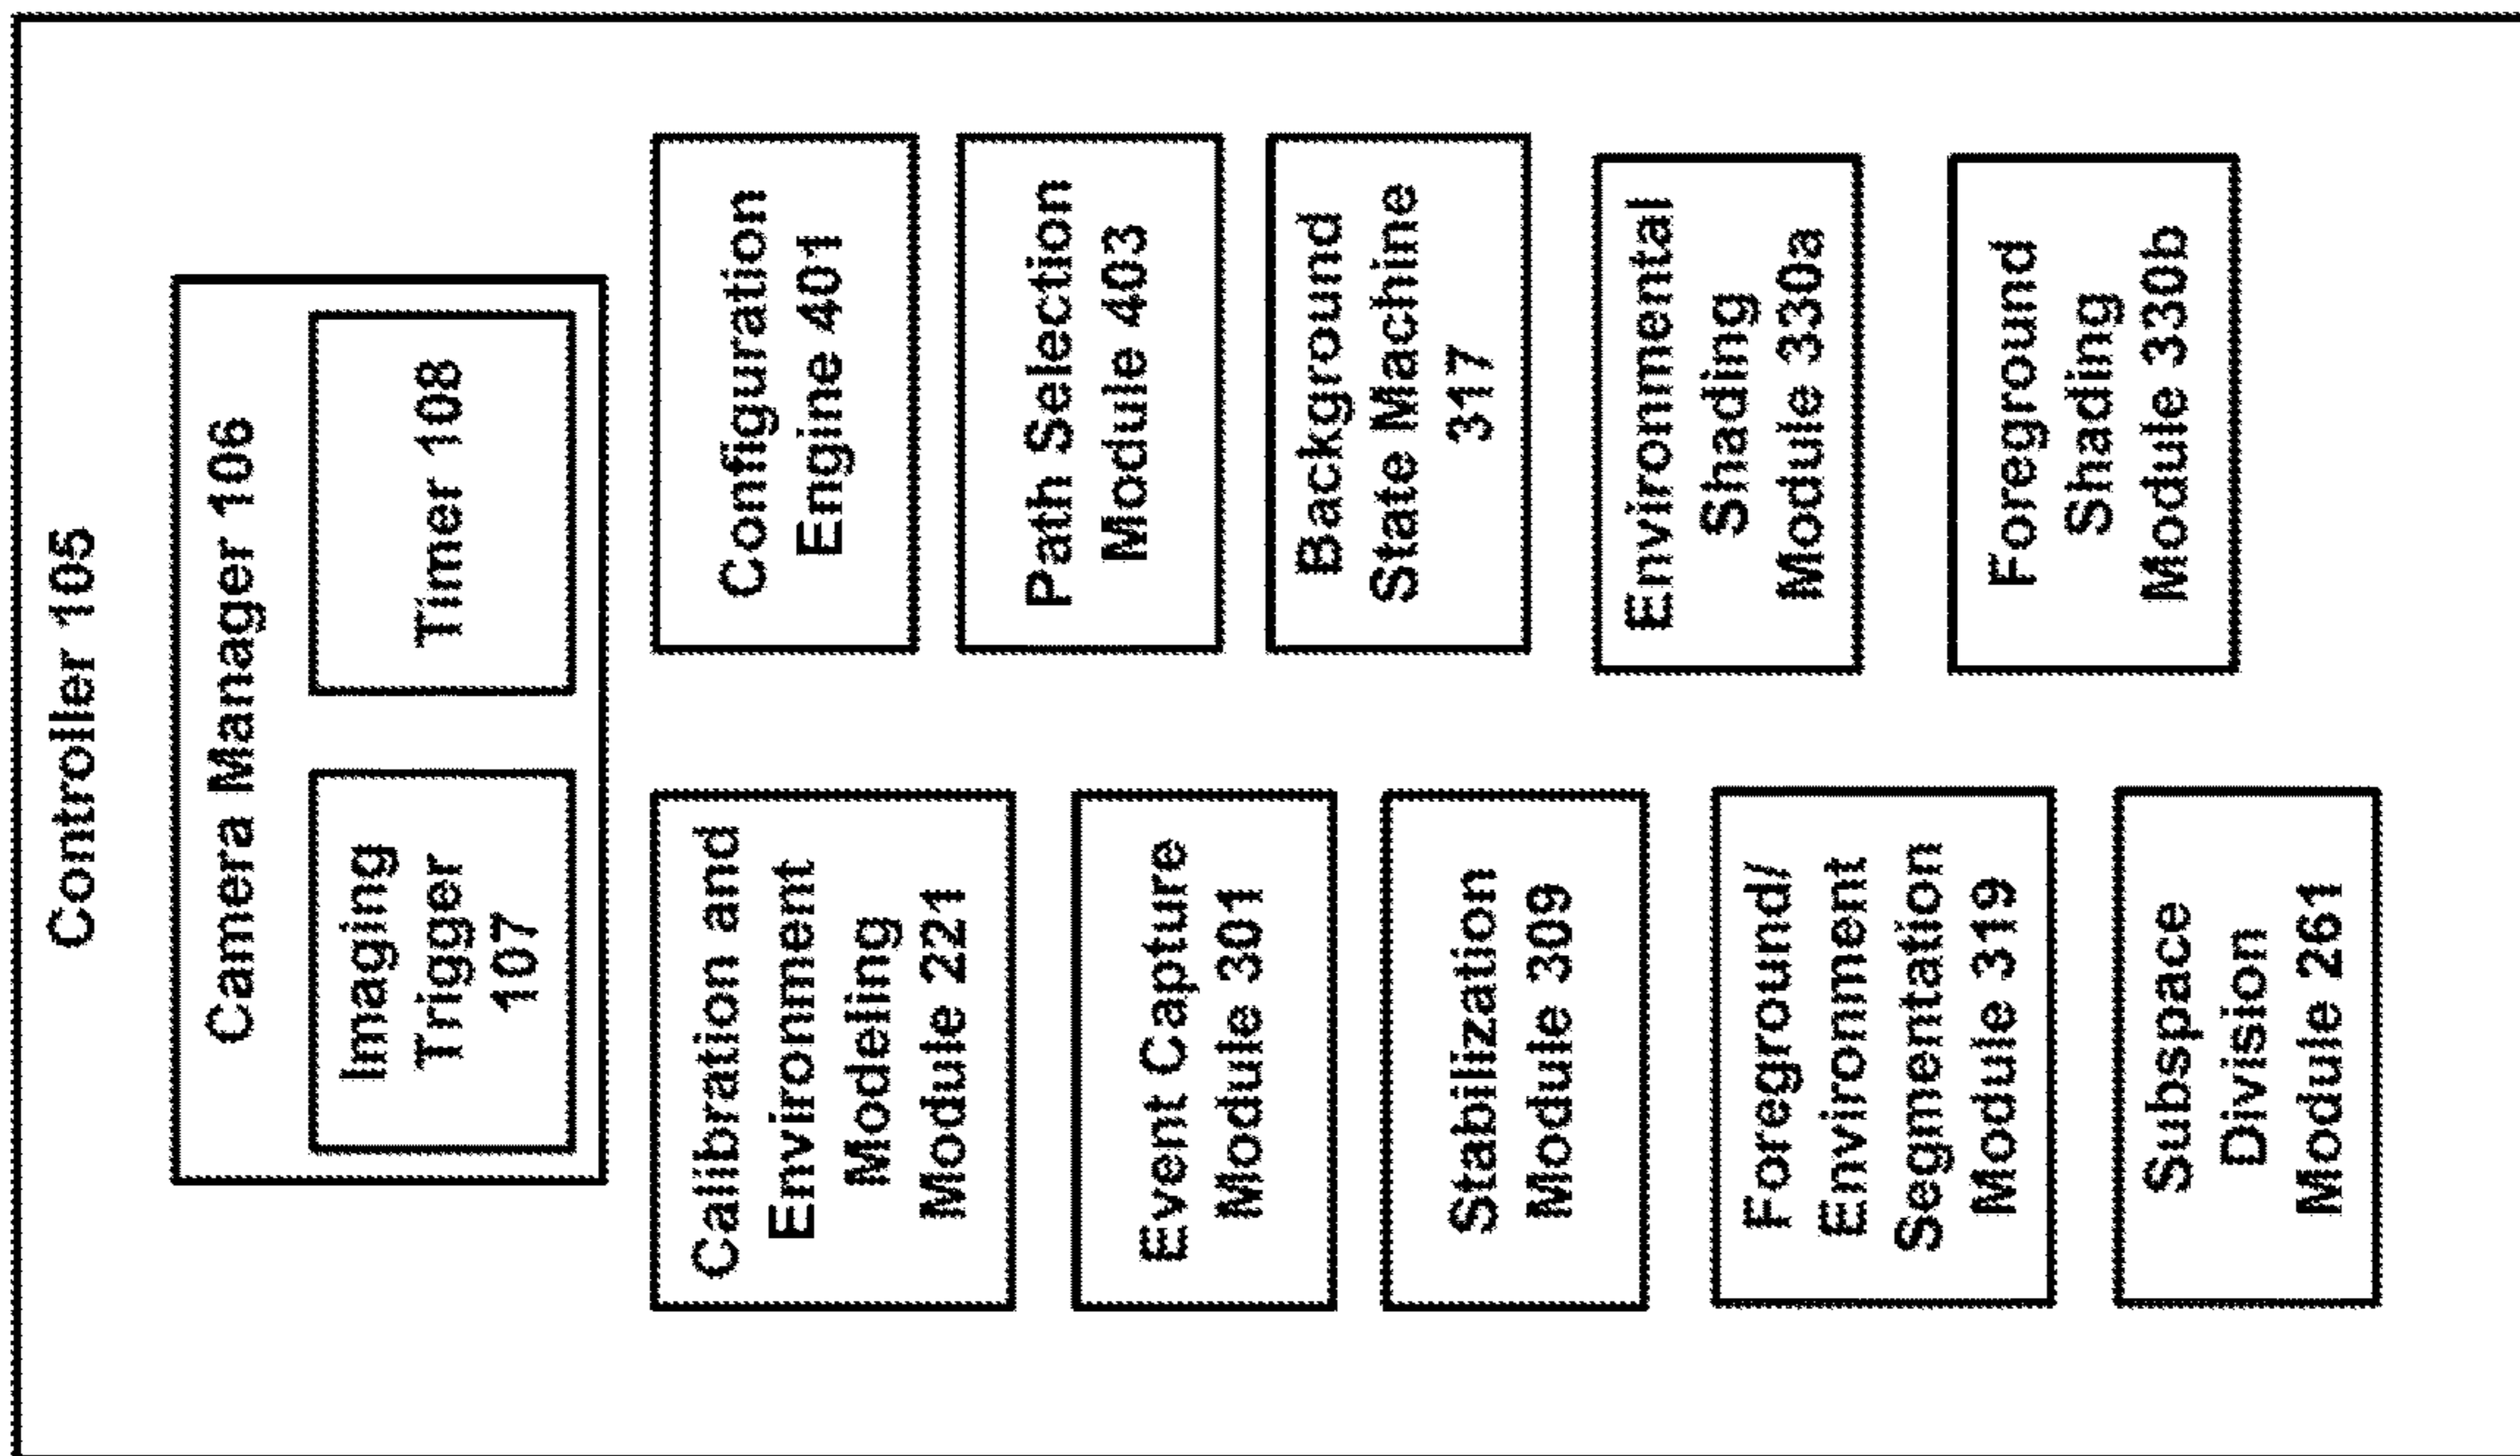 Controller 105
Camera Manager 106
Imaging
Trigger
107
Timer 108
Calibration and
Environment
Modeling
Module 221
Configuration
Engine 401
Event Capture
Module 301
Path Selection
Module 403
Stabilization
Module 309
Background
State Machine
317
Foreground/
Environment
Segmentation
Module 319
Environmental
Shading
Module 330a
Subspace
Division
Module 261
Foreground
Shading
Module 330b